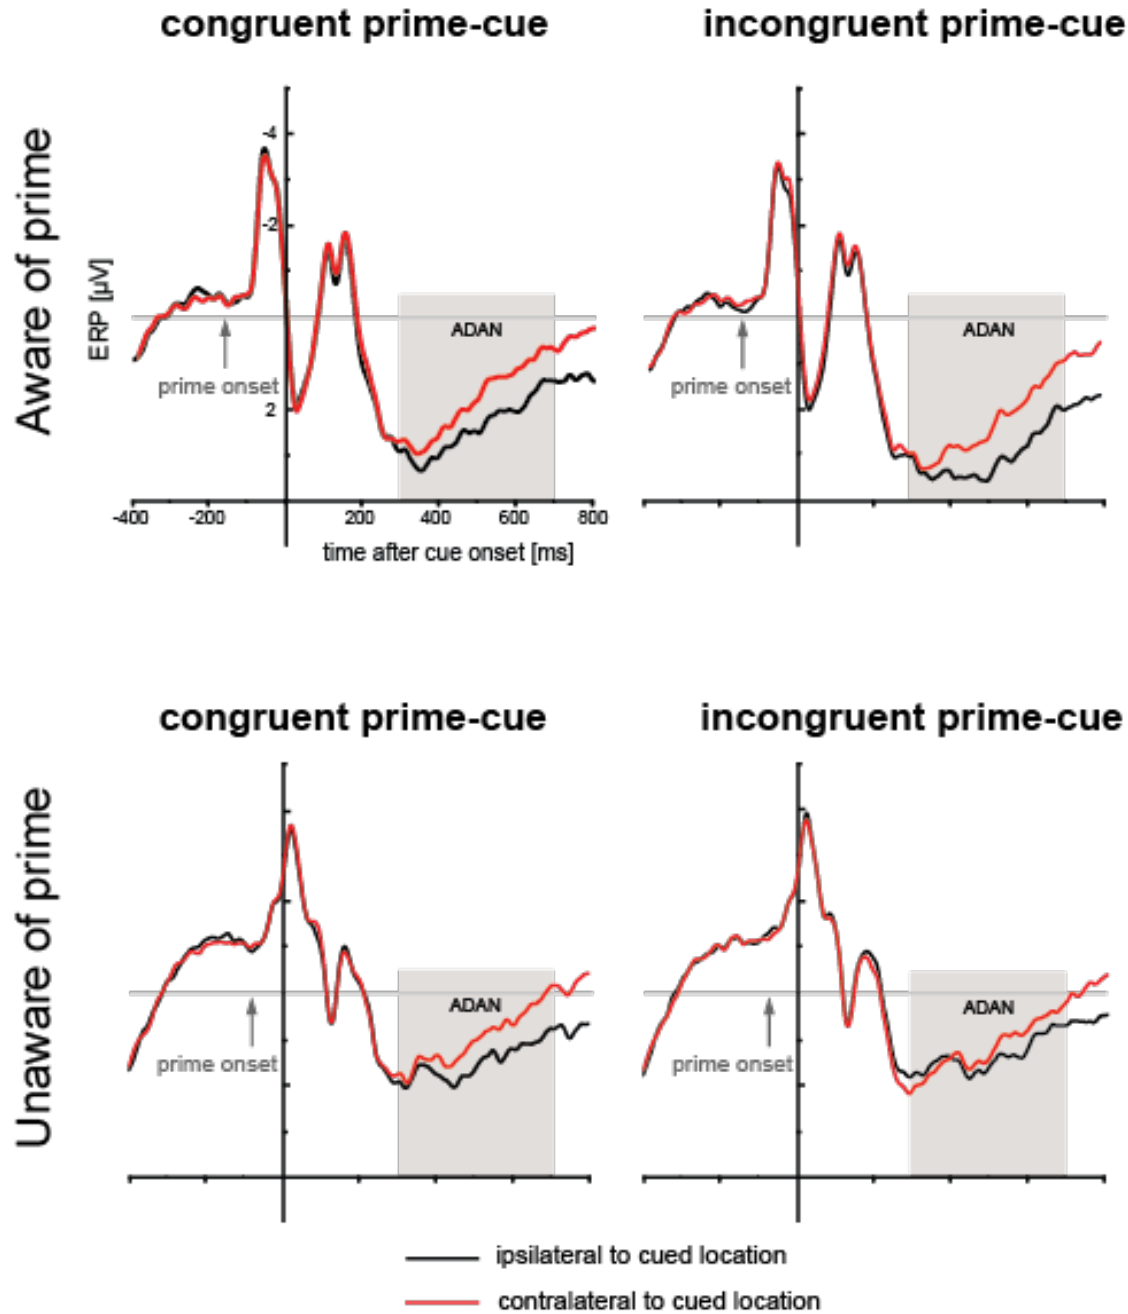 congruent prime-cue
incongruent prime-cue
Aware of prime
ERP [µV]
-4
-2
2
ADAN
prime onset
-400 -200 200 400 600 800
time after cue onset [ms]
ADAN
prime onset
congruent prime-cue
incongruent prime-cue
Unaware of prime
ADAN
prime onset
ADAN
prime onset
ipsilateral to cued location
contralateral to cued location